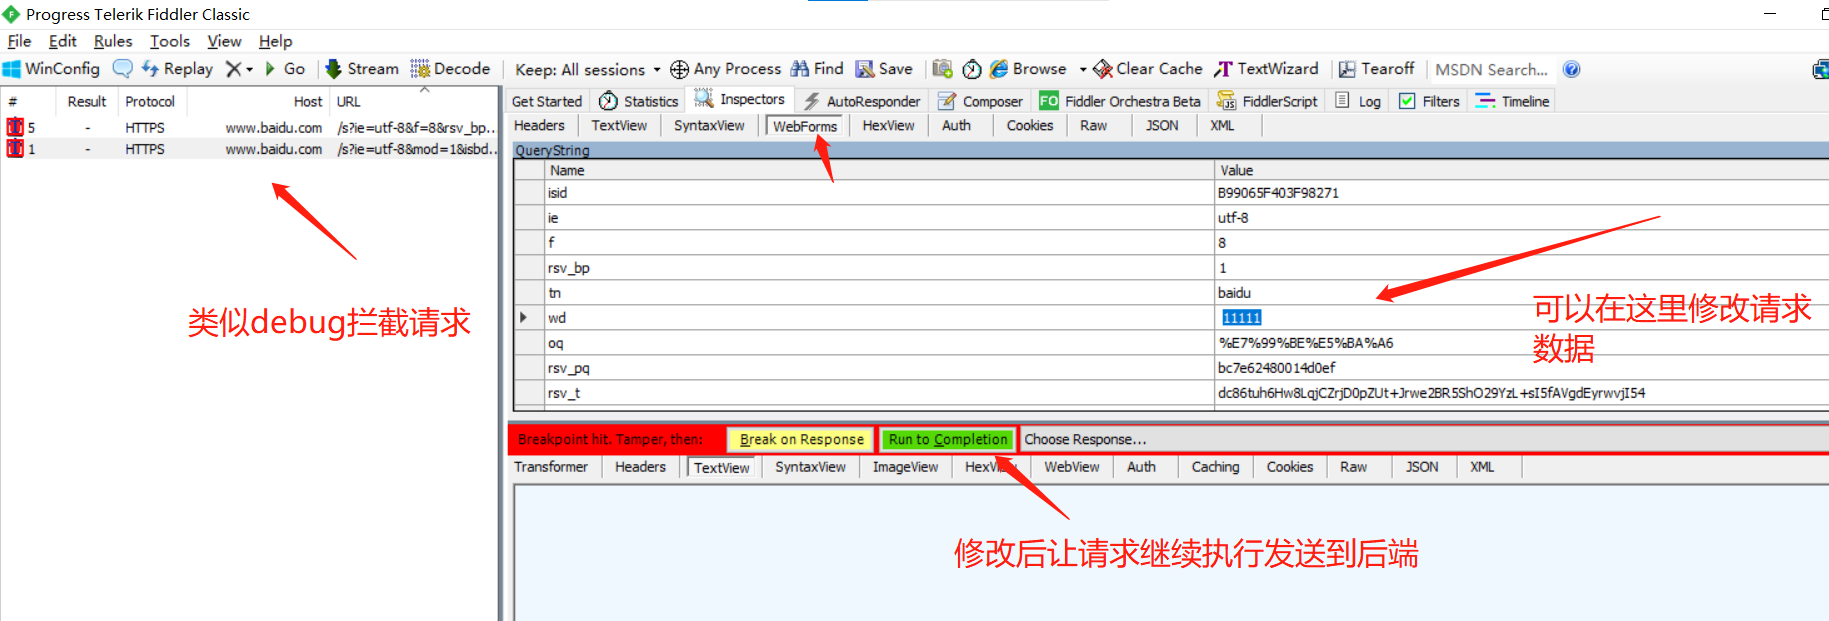 Progress Telerik Fiddler Classic
File Edit Rules Tools View Help
WinConfig Replay Go Stream Decode Keep: All sessions Any Process Find Save Browse Clear Cache TextWizard Tearoff MSDN Search...
# Result Protocol Host URL
5 - HTTPS www.baidu.com /s?ie=utf-8&f=8&rsv_bp...
1 - HTTPS www.baidu.com /s?ie=utf-8&mod=1&isbd...
类似debug拦截请求
Get Started Statistics Inspectors AutoResponder Composer FO Fiddler Orchestra Beta FiddlerScript Log Filters Timeline
Headers TextView SyntaxView WebForms HexView Auth Cookies Raw JSON XML
QueryString
Name Value
isid B99065F403F98271
ie utf-8
f 8
rsv_bp 1
tn baidu
wd 11111
oq %E7%99%BE%E5%BA%A6
rsv_pq bc7e62480014d0ef
rsv_t dc86tuh6Hw8LqjCZrjD0pZUt+Jrwe2BR5ShO29YzL+sI5fAVgdEyrwvjI54
可以在这里修改请求
数据
Breakpoint hit. Tamper, then: Break on Response Run to Completion Choose Response...
Transformer Headers TextView SyntaxView ImageView HexView WebView Auth Caching Cookies Raw JSON XML
修改后让请求继续执行发送到后端